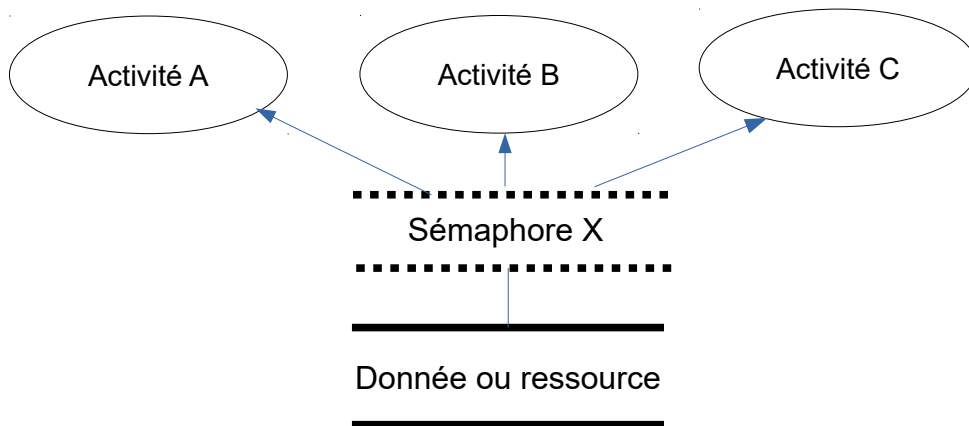 Activité A
Activité B
Activité C
Sémaphore X
Donnée ou ressource